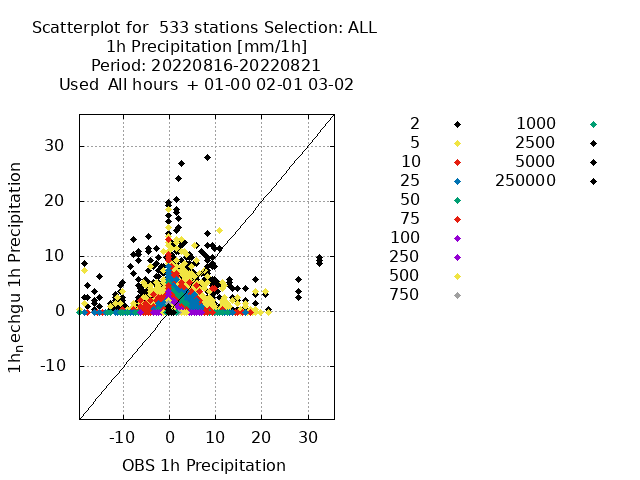 Scatterplot for  533 stations Selection: ALL
1h Precipitation [mm/1h]
Period: 20220816-20220821
Used  All hours  + 01-00 02-01 03-02
2
5
10
25
50
75
100
250
500
750
1000
2500
5000
250000
30
20
10
0
-10
1hnechgu 1h Precipitation
-10 0 10 20 30
OBS 1h Precipitation